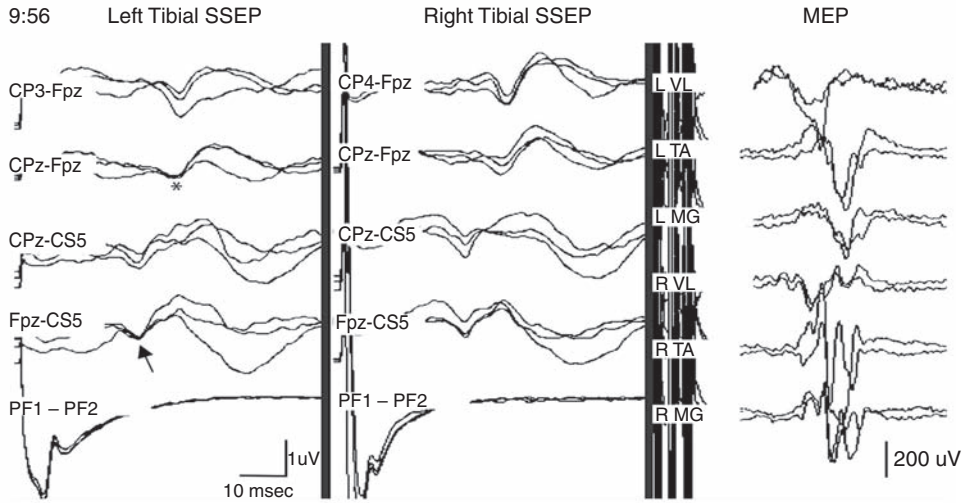 9:56
Left Tibial SSEP
Right Tibial SSEP
MEP
CP3-Fpz
CPz-Fpz
*
CPz-CS5
Fpz-CS5
PF1 – PF2
1uV
10 msec
CP4-Fpz
CPz-Fpz
CPz-CS5
Fpz-CS5
PF1 – PF2
L VL
L TA
L MG
R VL
R TA
R MG
200 uV